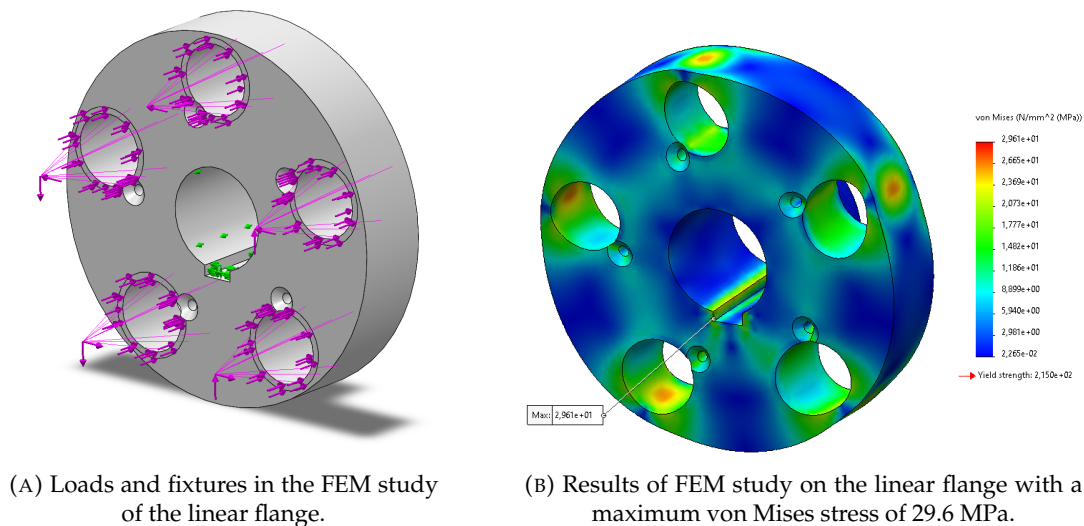 von Mises (N/mm^2 (MPa))
2,961e+01
2,665e+01
2,369e+01
2,073e+01
1,777e+01
1,482e+01
1,186e+01
8,899e+00
5,940e+00
2,981e+00
2,265e-02
Yield strength: 2,150e+02
Max: 2,961e+01
(A) Loads and fixtures in the FEM study
of the linear flange.
(B) Results of FEM study on the linear flange with a
maximum von Mises stress of 29.6 MPa.